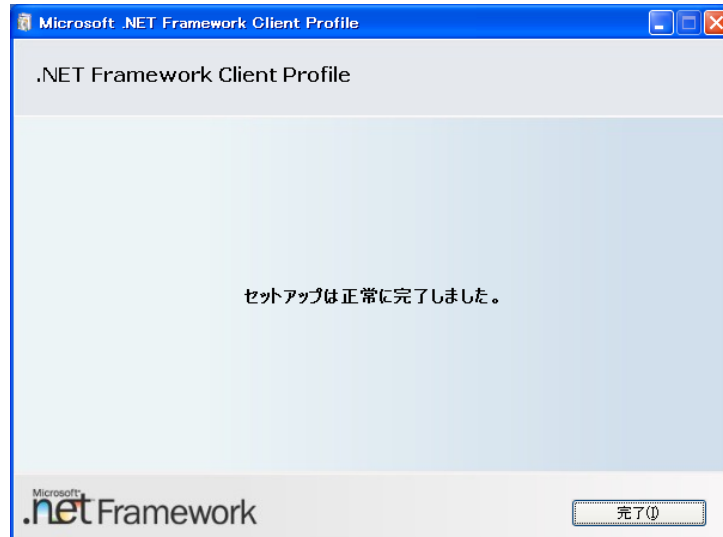 Microsoft .NET Framework Client Profile
.NET Framework Client Profile
セットアップは正常に完了しました。
Microsoft
.net Framework
完了(I)